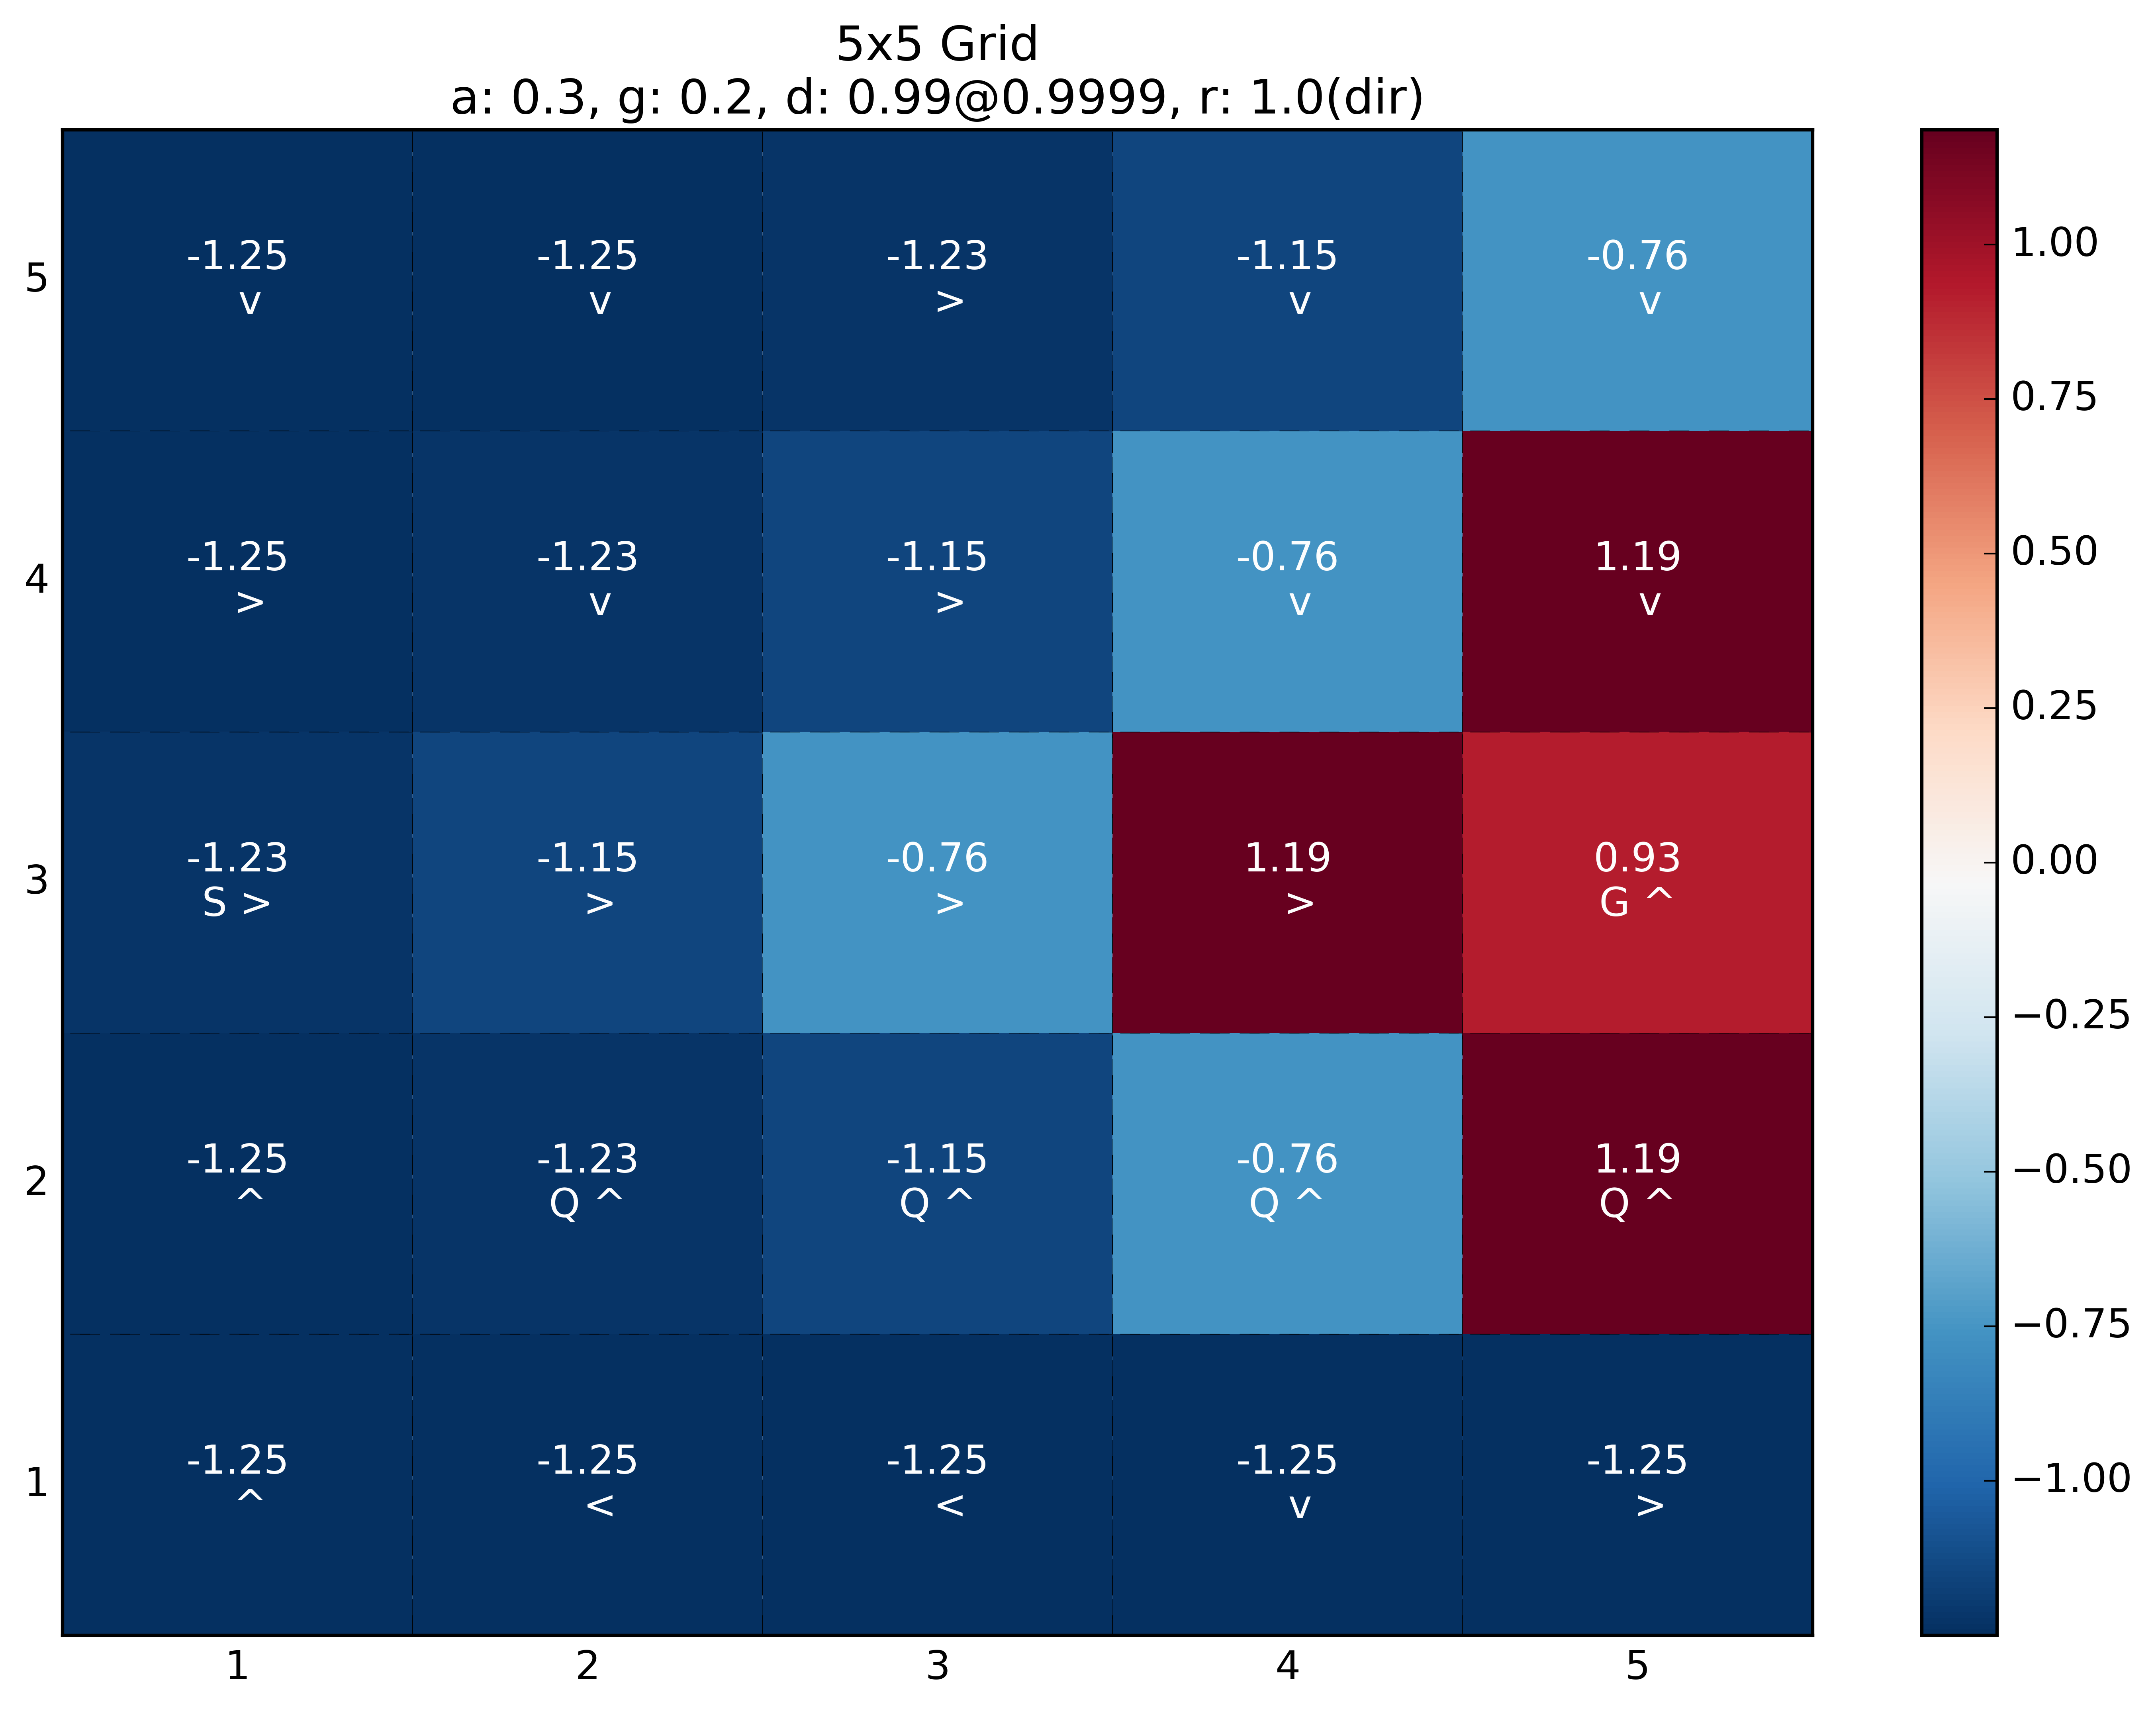 5x5 Grid
a: 0.3, g: 0.2, d: 0.99@0.9999, r: 1.0(dir)
5
-1.25 -1.25 -1.23 -1.15 -0.76
v v > v v
4
-1.25 -1.23 -1.15 -0.76 1.19
> v > v v
3
-1.23 -1.15 -0.76 1.19 0.93
S > > > > G ^
2
-1.25 -1.23 -1.15 -0.76 1.19
^ Q ^ Q ^ Q ^ Q ^
1
-1.25 -1.25 -1.25 -1.25 -1.25
^ < < v >
1 2 3 4 5
1.00
0.75
0.50
0.25
0.00
−0.25
−0.50
−0.75
−1.00